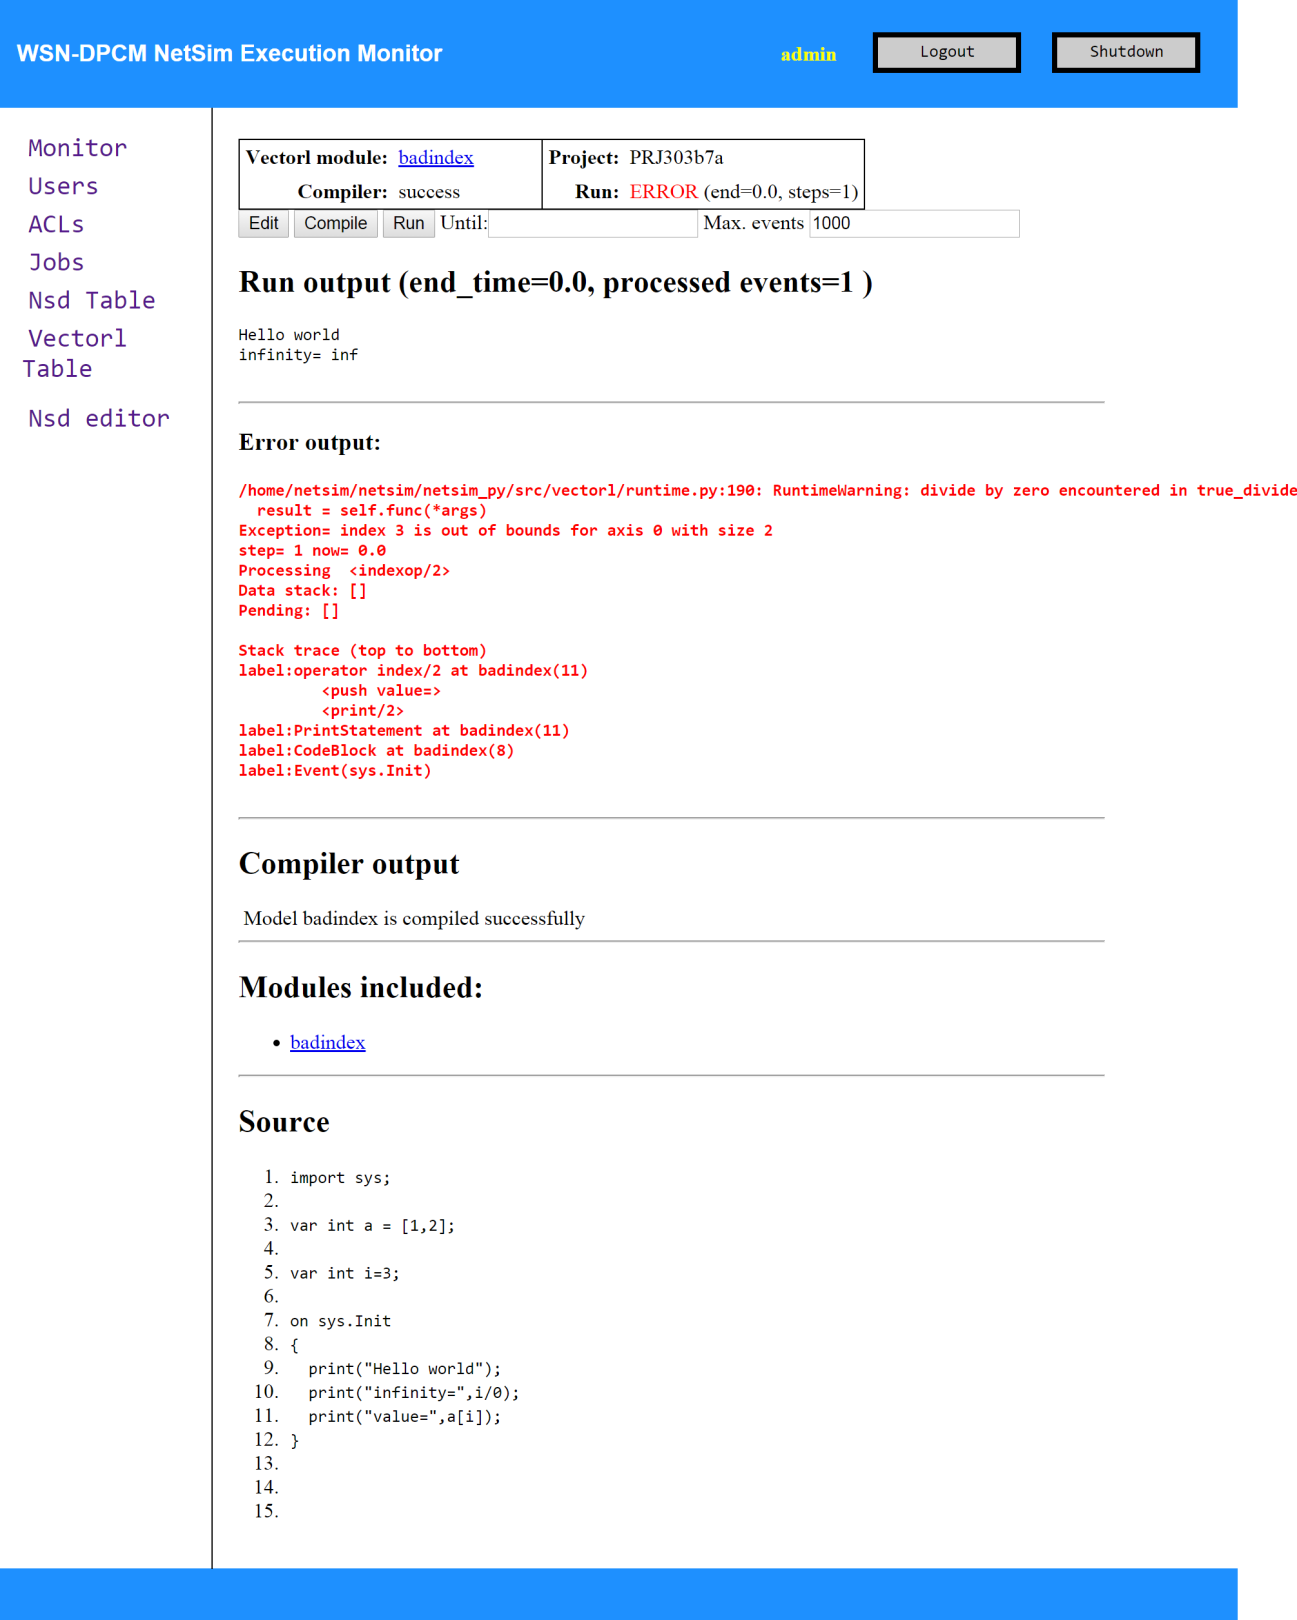 WSN-DPCM NetSim Execution Monitor
admin
Logout
Shutdown
Monitor
Users
ACLs
Jobs
Nsd Table
Vectorl
Table
Nsd editor
Vectorl module: badindex Project: PRJ303b7a
Compiler: success Run: ERROR (end=0.0, steps=1)
Edit Compile Run Until: Max. events 1000
Run output (end_time=0.0, processed events=1 )
Hello world
infinity= inf
Error output:
/home/netsim/netsim/netsim_py/src/vectorl/runtime.py:190: RuntimeWarning: divide by zero encountered in true_divide
  result = self.func(*args)
Exception= index 3 is out of bounds for axis 0 with size 2
step= 1 now= 0.0
Processing  <indexop/2>
Data stack: []
Pending: []
Stack trace (top to bottom)
label:operator index/2 at badindex(11)
         <push value=>
         <print/2>
label:PrintStatement at badindex(11)
label:CodeBlock at badindex(8)
label:Event(sys.Init)
Compiler output
Model badindex is compiled successfully
Modules included:
• badindex
Source
1. import sys;
2.
3. var int a = [1,2];
4.
5. var int i=3;
6.
7. on sys.Init
8. {
9.   print("Hello world");
10.   print("infinity=",i/0);
11.   print("value=",a[i]);
12. }
13.
14.
15.